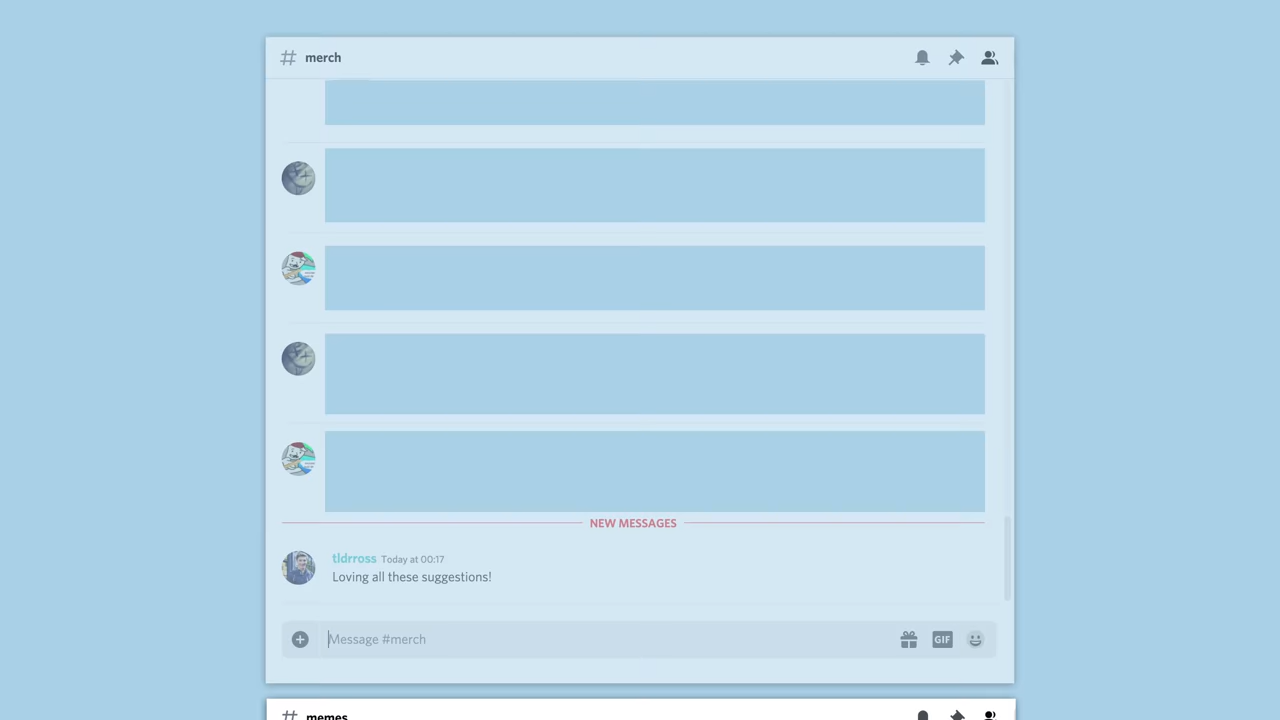 # merch
NEW MESSAGES
tldrross Today at 00:17
Loving all these suggestions!
Message #merch
GIF
# memes